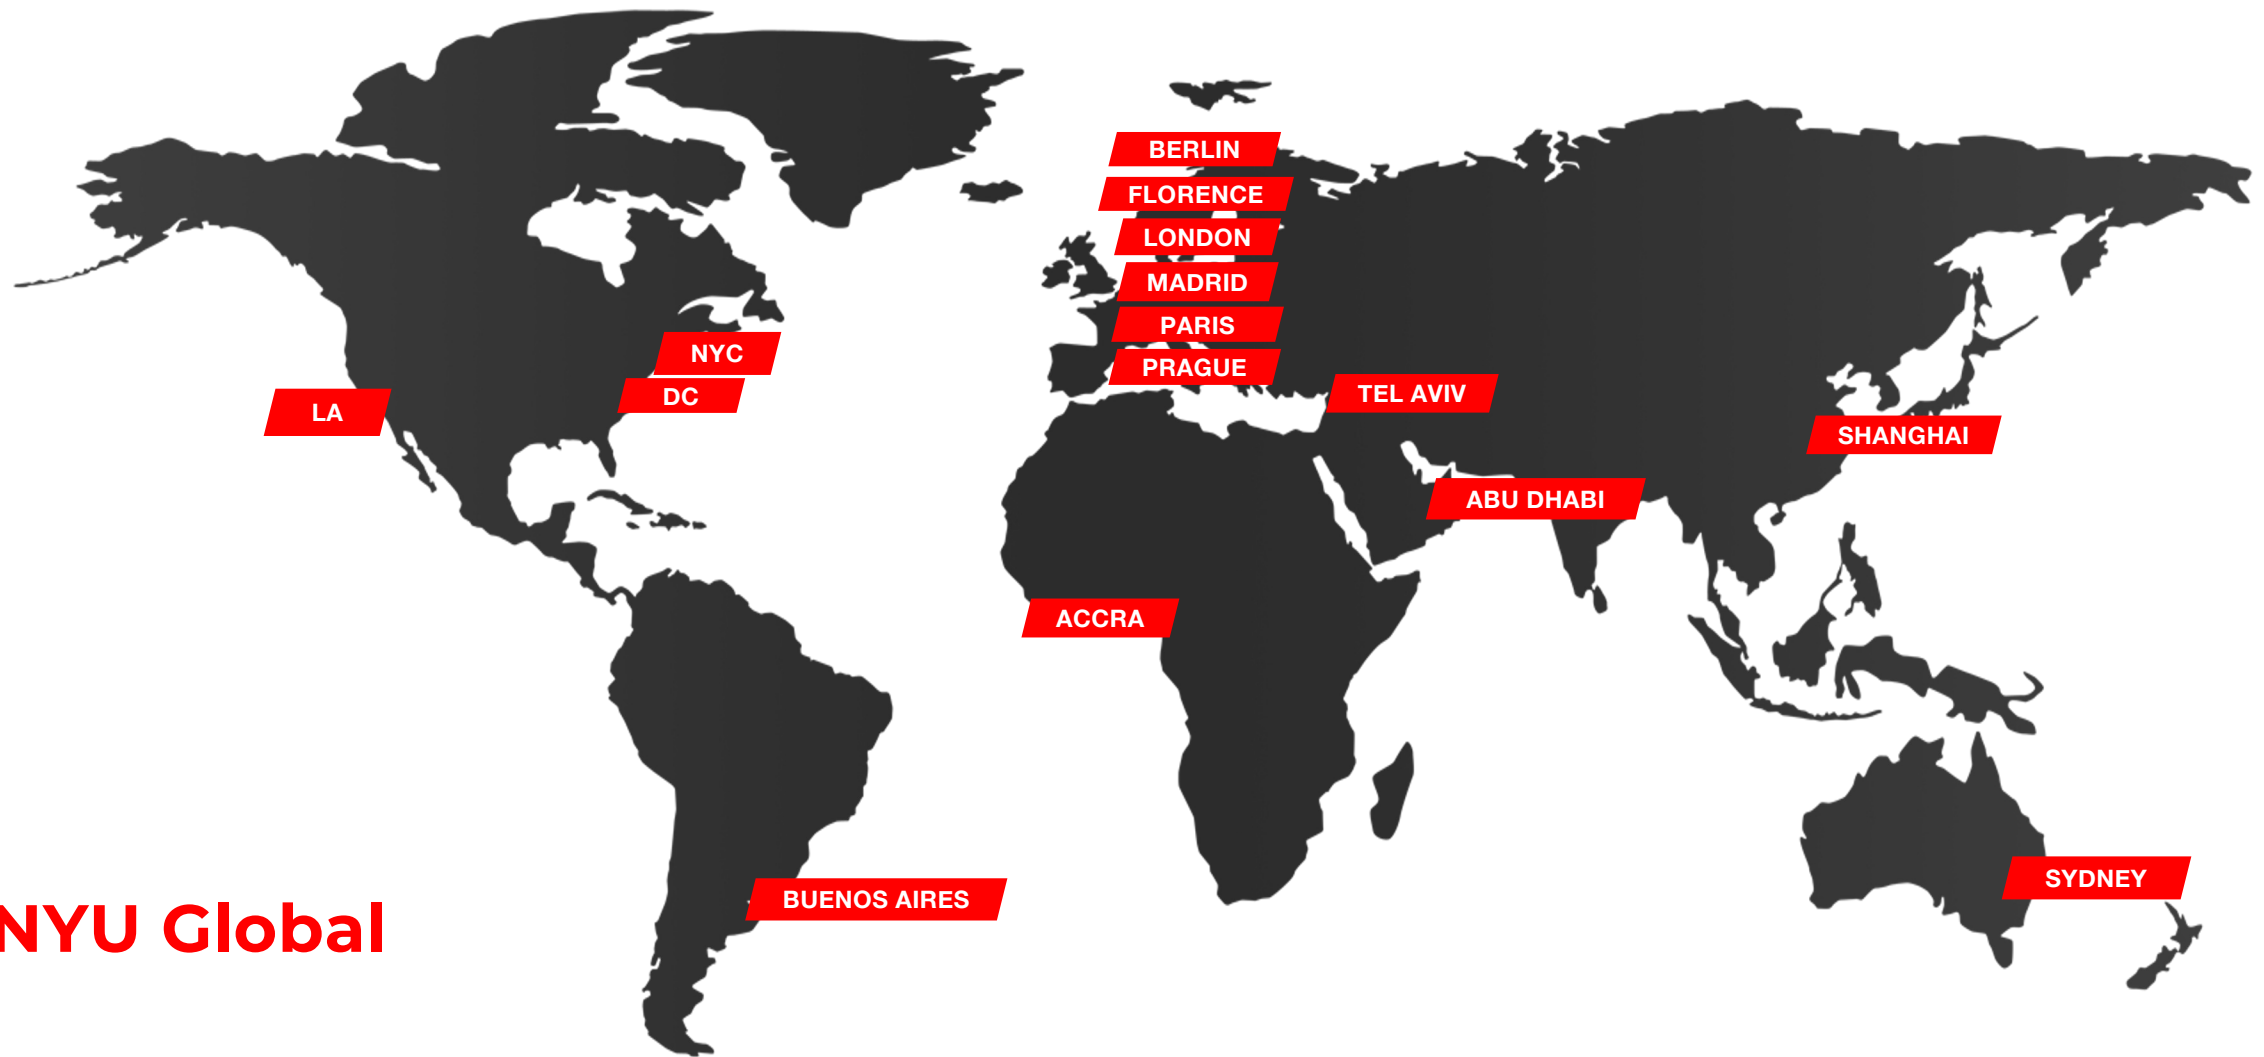 BERLIN
FLORENCE
LONDON
MADRID
PARIS
PRAGUE
NYC
DC
LA
TEL AVIV
SHANGHAI
ABU DHABI
ACCRA
SYDNEY
BUENOS AIRES
NYU Global